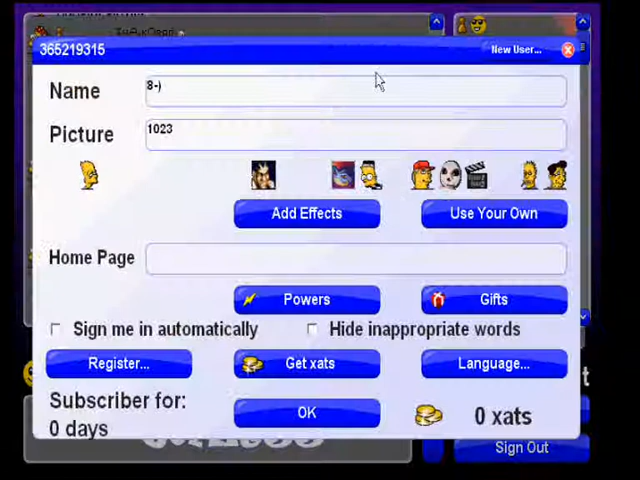 365219315
New User...
Name
8-)
Picture
1023
Add Effects
Use Your Own
Home Page
Powers
Gifts
Sign me in automatically
Hide inappropriate words
Register...
Get xats
Language...
Subscriber for:
0 days
OK
0 xats
Sign Out